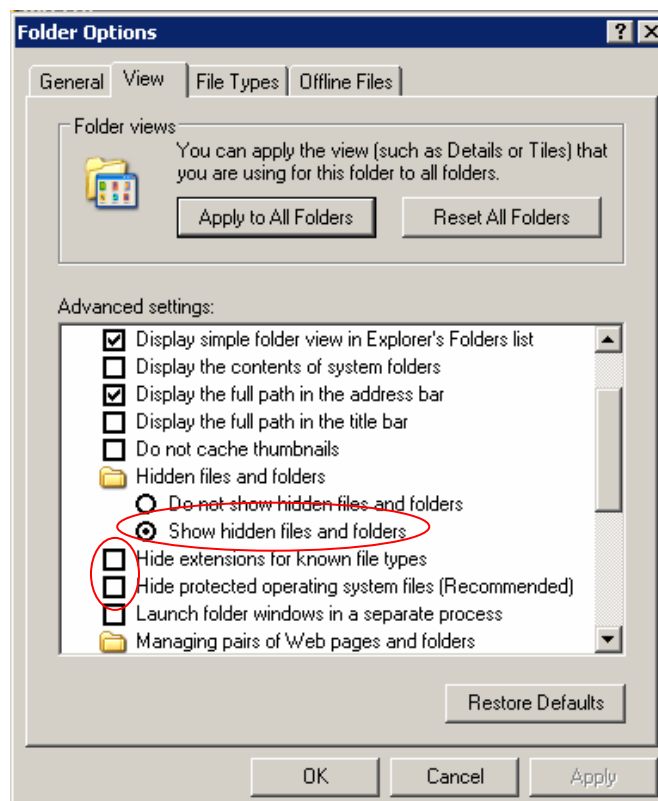 Folder Options
General
View
File Types
Offline Files
Folder views
You can apply the view (such as Details or Tiles) that
you are using for this folder to all folders.
Apply to All Folders
Reset All Folders
Advanced settings:
Display simple folder view in Explorer's Folders list
Display the contents of system folders
Display the full path in the address bar
Display the full path in the title bar
Do not cache thumbnails
Hidden files and folders
Do not show hidden files and folders
Show hidden files and folders
Hide extensions for known file types
Hide protected operating system files (Recommended)
Launch folder windows in a separate process
Managing pairs of Web pages and folders
Restore Defaults
OK
Cancel
Apply